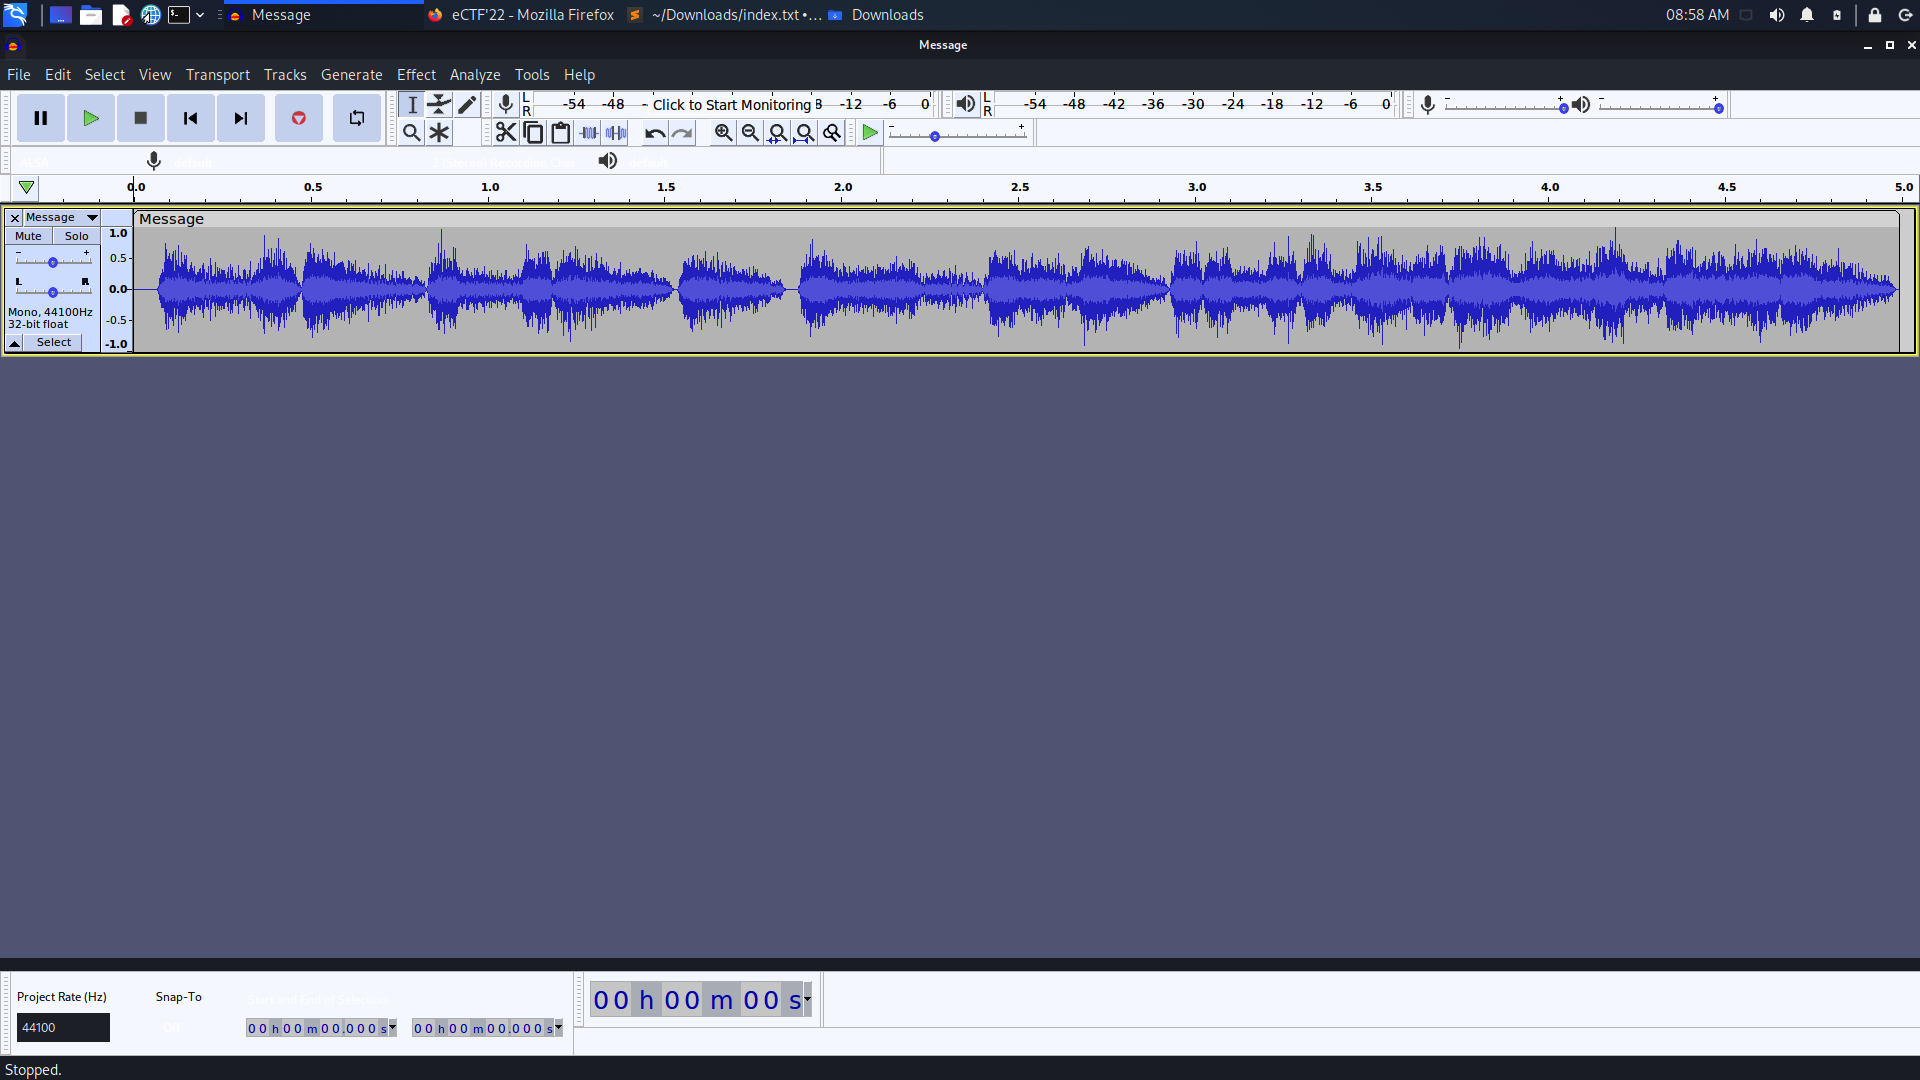 Message
eCTF'22 - Mozilla Firefox
~/Downloads/index.txt •...
Downloads
08:58 AM
Message
File Edit Select View Transport Tracks Generate Effect Analyze Tools Help
L R -54 -48 - Click to Start Monitoring -12 -6 0
L R -54 -48 -42 -36 -30 -24 -18 -12 -6 0
- +
- +
- +
ALSA default 2 (Stereo) Recording Chan default
0.0 0.5 1.0 1.5 2.0 2.5 3.0 3.5 4.0 4.5 5.0
× Message
Message
Mute Solo
- +
L R
Mono, 44100Hz
32-bit float
Select
1.0
0.5
0.0
-0.5
-1.0
Project Rate (Hz) Snap-To Start and End of Selection
44100 Off 00 h 00 m 00.000 s 00 h 00 m 00.000 s
00 h 00 m 00 s
Stopped.